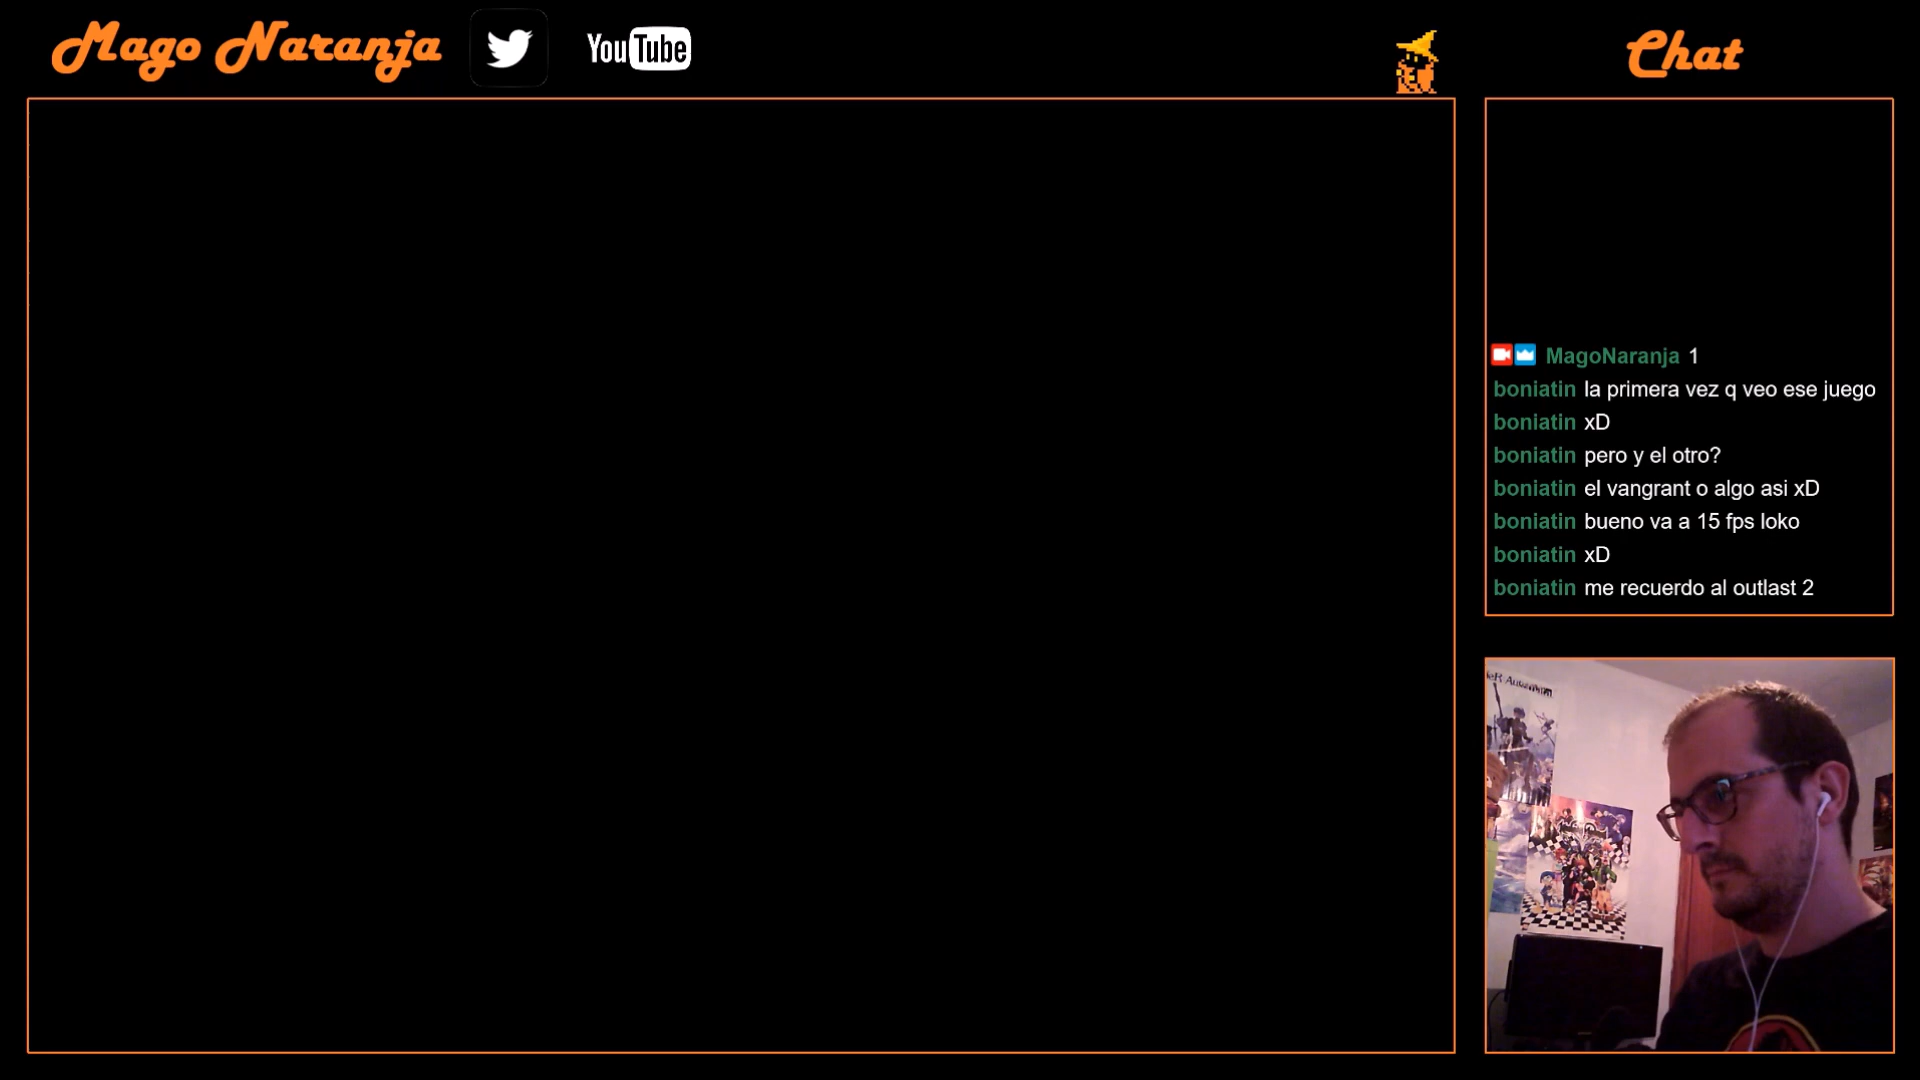 Mago Naranja
YouTube
Chat
MagoNaranja 1
boniatin la primera vez q veo ese juego
boniatin xD
boniatin pero y el otro?
boniatin el vangrant o algo asi xD
boniatin bueno va a 15 fps loko
boniatin xD
boniatin me recuerdo al outlast 2